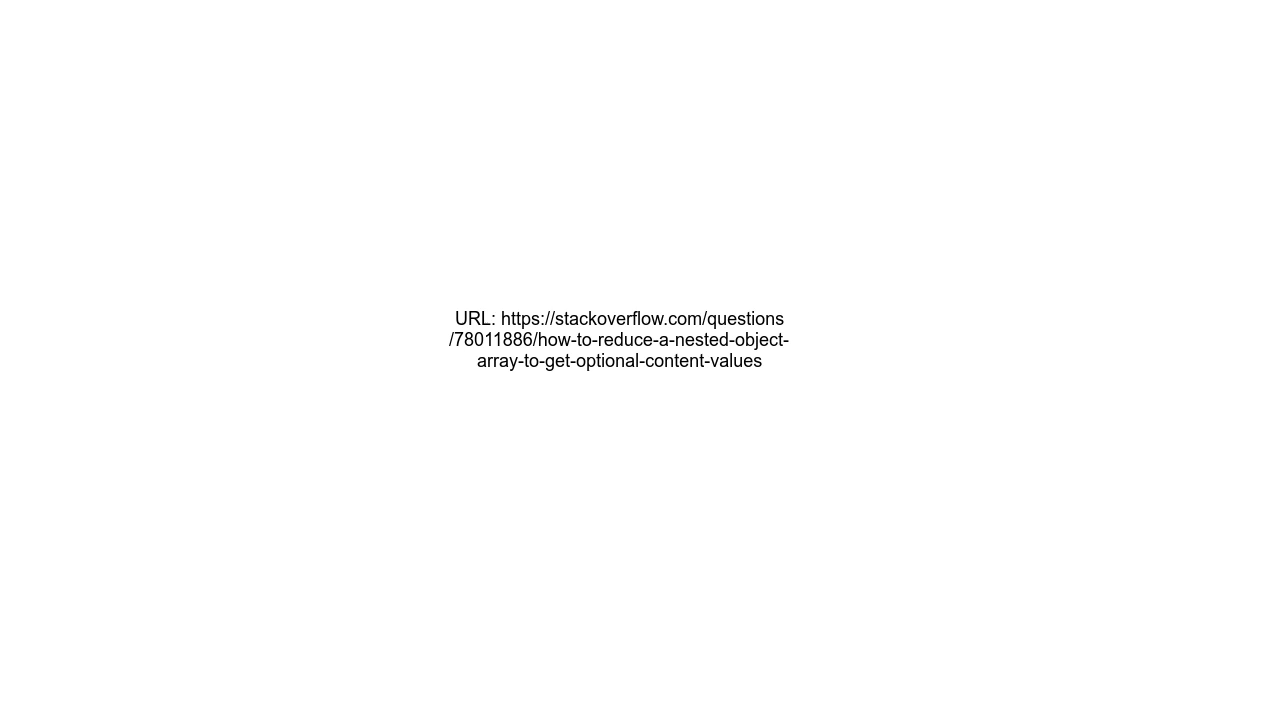 URL: https://stackoverflow.com/questions
/78011886/how-to-reduce-a-nested-object-
array-to-get-optional-content-values